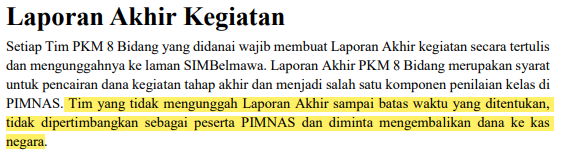 Laporan Akhir Kegiatan
Setiap Tim PKM 8 Bidang yang didanai wajib membuat Laporan Akhir kegiatan secara tertulis
dan mengunggahnya ke laman SIMBelmawa. Laporan Akhir PKM 8 Bidang merupakan syarat
untuk pencairan dana kegiatan tahap akhir dan menjadi salah satu komponen penilaian kelas di
PIMNAS. Tim yang tidak mengunggah Laporan Akhir sampai batas waktu yang ditentukan,
tidak dipertimbangkan sebagai peserta PIMNAS dan diminta mengembalikan dana ke kas
negara.